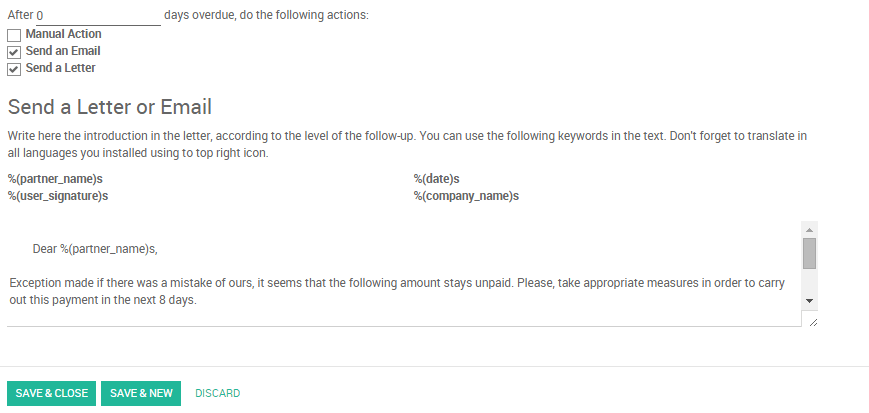 After 0 days overdue, do the following actions:
Manual Action
Send an Email
Send a Letter
Send a Letter or Email
Write here the introduction in the letter, according to the level of the follow-up. You can use the following keywords in the text. Don't forget to translate in
all languages you installed using to top right icon.
%(partner_name)s %(date)s
%(user_signature)s %(company_name)s
Dear %(partner_name)s,
Exception made if there was a mistake of ours, it seems that the following amount stays unpaid. Please, take appropriate measures in order to carry
out this payment in the next 8 days.
SAVE & CLOSE SAVE & NEW DISCARD